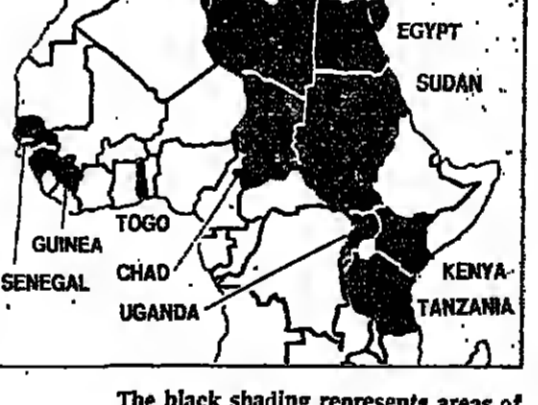 EGYPT
SUDAN
TOGO
GUINEA
SENEGAL
CHAD
UGANDA
KENYA
TANZANIA
The black shading represents areas of